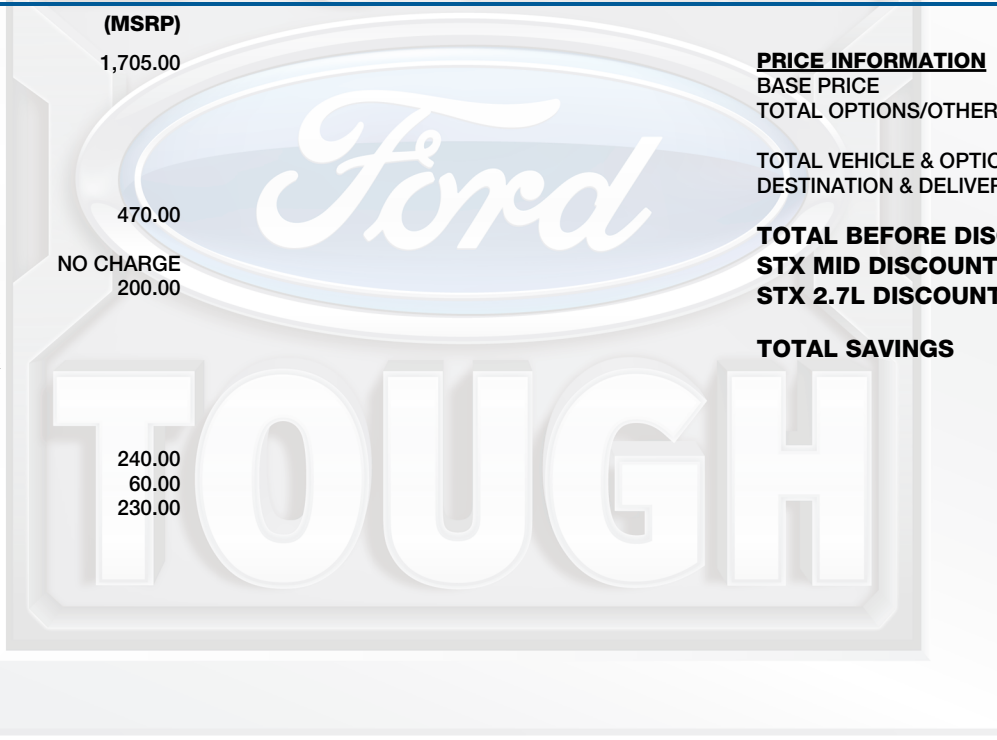 (MSRP)
1,705.00
470.00
NO CHARGE
200.00
240.00
60.00
230.00
PRICE INFORMATION
BASE PRICE
TOTAL OPTIONS/OTHER
TOTAL VEHICLE & OPTIO
DESTINATION & DELIVER
TOTAL BEFORE DIS
STX MID DISCOUNT
STX 2.7L DISCOUNT
TOTAL SAVINGS
Ford
TOUGH